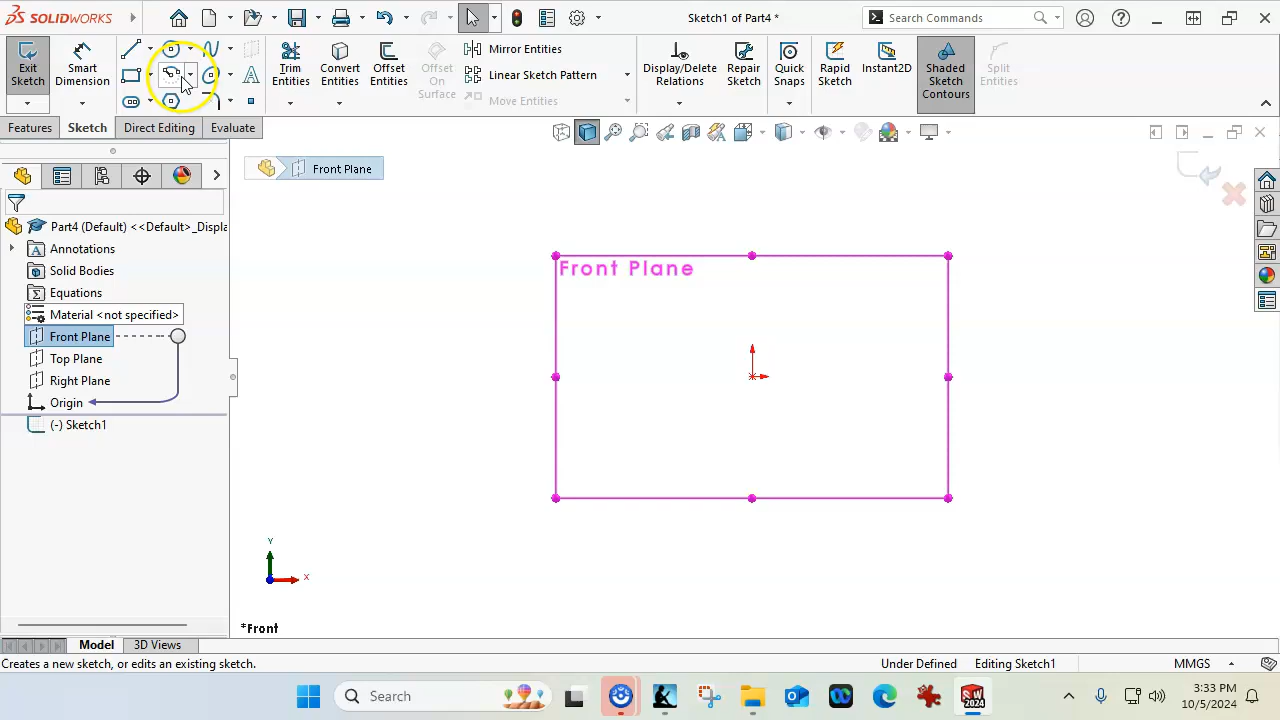 SOLIDWORKS
Sketch1 of Part4 *
Search Commands
Exit Sketch
Smart Dimension
Trim Entities
Convert Entities
Offset Entities
Offset On Surface
Mirror Entities
Linear Sketch Pattern
Move Entities
Display/Delete Relations
Repair Sketch
Quick Snaps
Rapid Sketch
Instant2D
Shaded Sketch Contours
Split Entities
Features
Sketch
Direct Editing
Evaluate
Front Plane
Part4 (Default) <<Default>_Displa
Annotations
Solid Bodies
Equations
Material <not specified>
Front Plane
Top Plane
Right Plane
Origin
(-) Sketch1
Front Plane
Y
X
*Front
Model
3D Views
Creates a new sketch, or edits an existing sketch.
Under Defined
Editing Sketch1
MMGS
Search
SW
2024
3:33 PM
10/5/2024